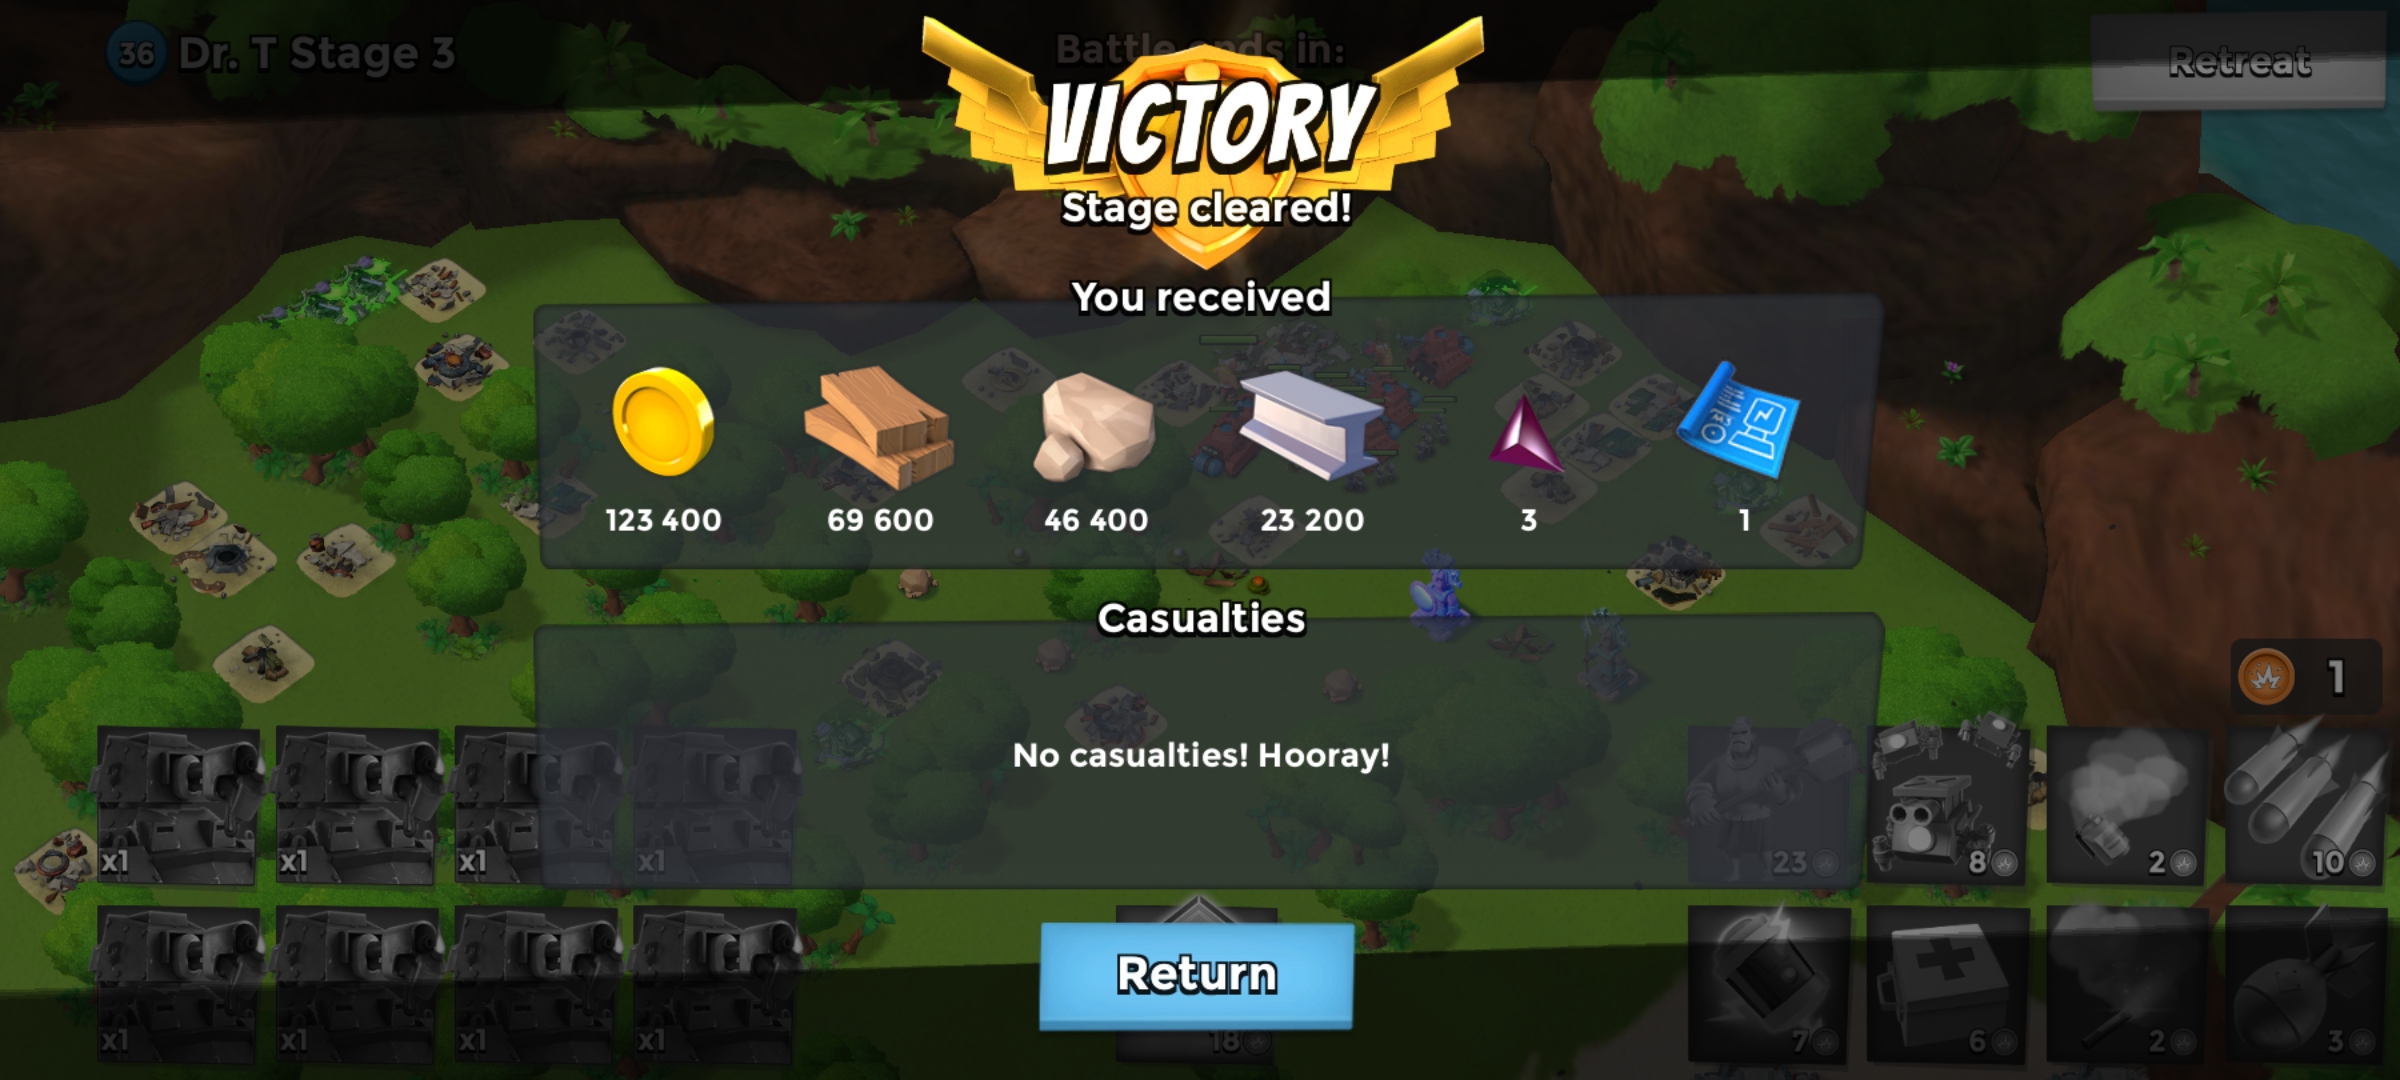 36 Dr. T Stage 3
Battle ends in:
Retreat
VICTORY
Stage cleared!
You received
123 400 69 600 46 400 23 200 3 1
Casualties
No casualties! Hooray!
1
x1 x1 x1 x1 23 8 2 10
Return
x1 x1 x1 x1 18 7 6 2 3